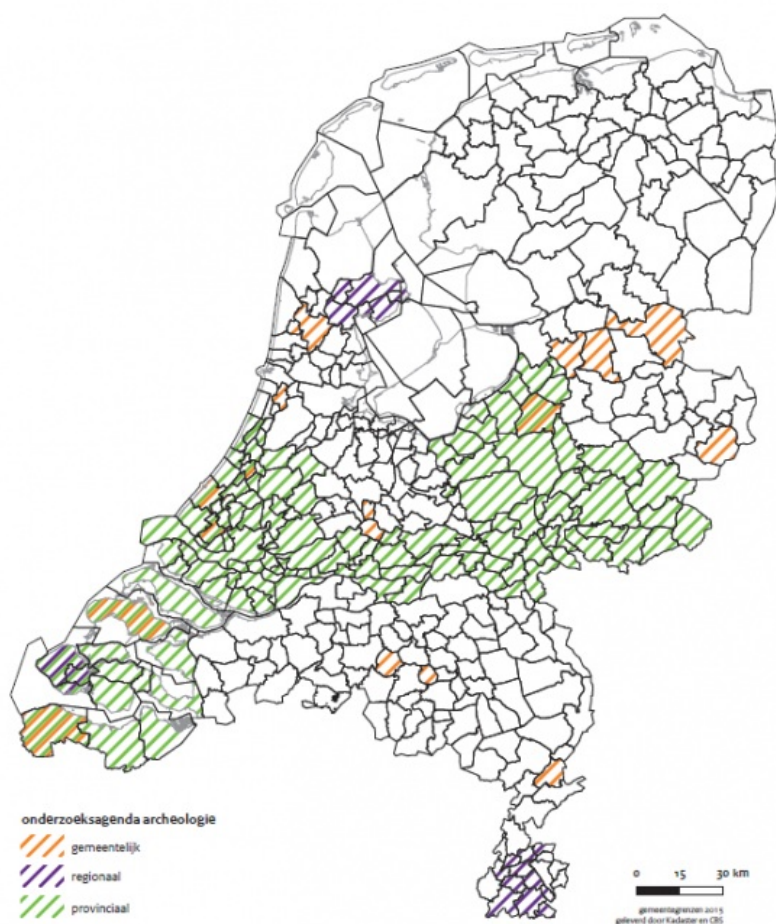 onderzoeksagenda archeologie
gemeentelijk
regionaal
provinciaal
0 15 30 km
gemeentegrenzen 2015
geleverd door Kadaster en CBS